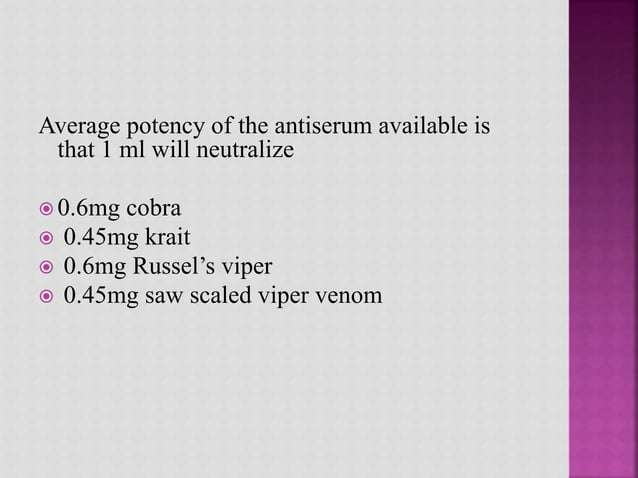 Average potency of the antiserum available is
that 1 ml will neutralize
0.6mg cobra
0.45mg krait
0.6mg Russel’s viper
0.45mg saw scaled viper venom